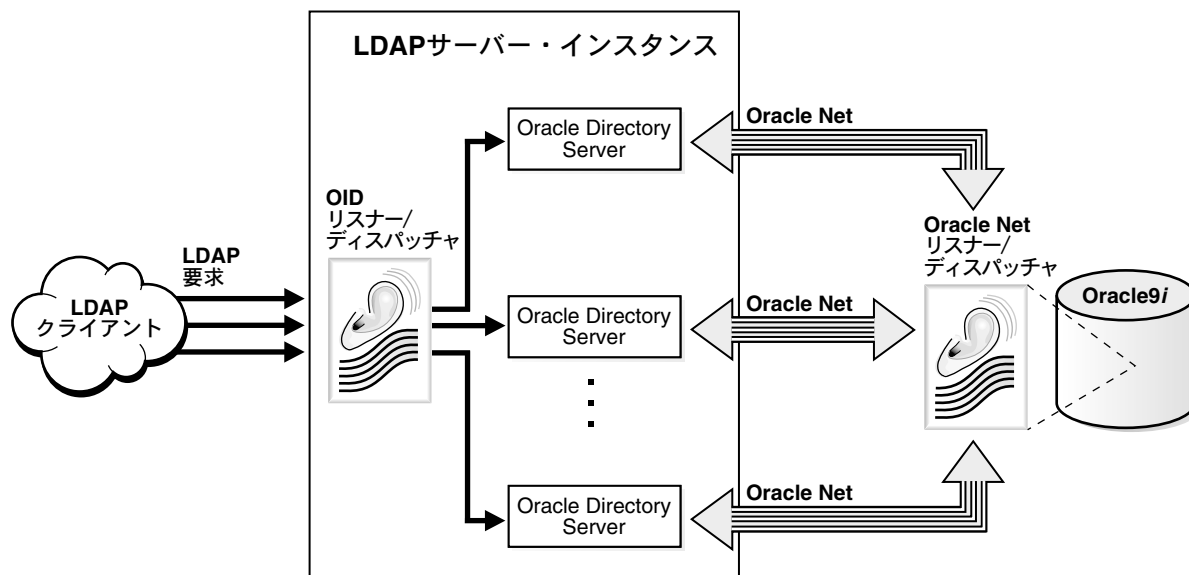 LDAPサーバー・インスタンス
Oracle Directory
Server
Oracle Net
OID
リスナー/
ディスパッチャ
LDAP
要求
LDAP
クライアント
Oracle Directory
Server
Oracle Net
Oracle Net
リスナー/
ディスパッチャ
Oracle9i
Oracle Directory
Server
Oracle Net